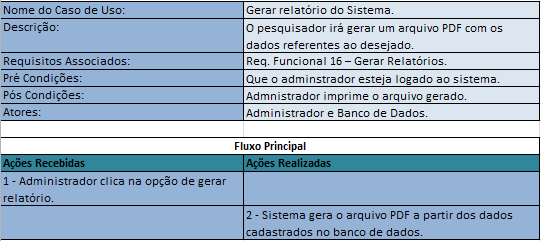 Nome do Caso de Uso: Gerar relatório do Sistema.
Descrição: O pesquisador irá gerar um arquivo PDF com os
dados referentes ao desejado.
Requisitos Associados: Req. Funcional 16 – Gerar Relatórios.
Pré Condições: Que o adminstrador esteja logado ao sistema.
Pós Condições: Admnistrador imprime o arquivo gerado.
Atores: Administrador e Banco de Dados.
Fluxo Principal
Ações Recebidas Ações Realizadas
1 - Administrador clica na opção de gerar
relatório.
2 - Sistema gera o arquivo PDF a partir dos dados
cadastrados no banco de dados.